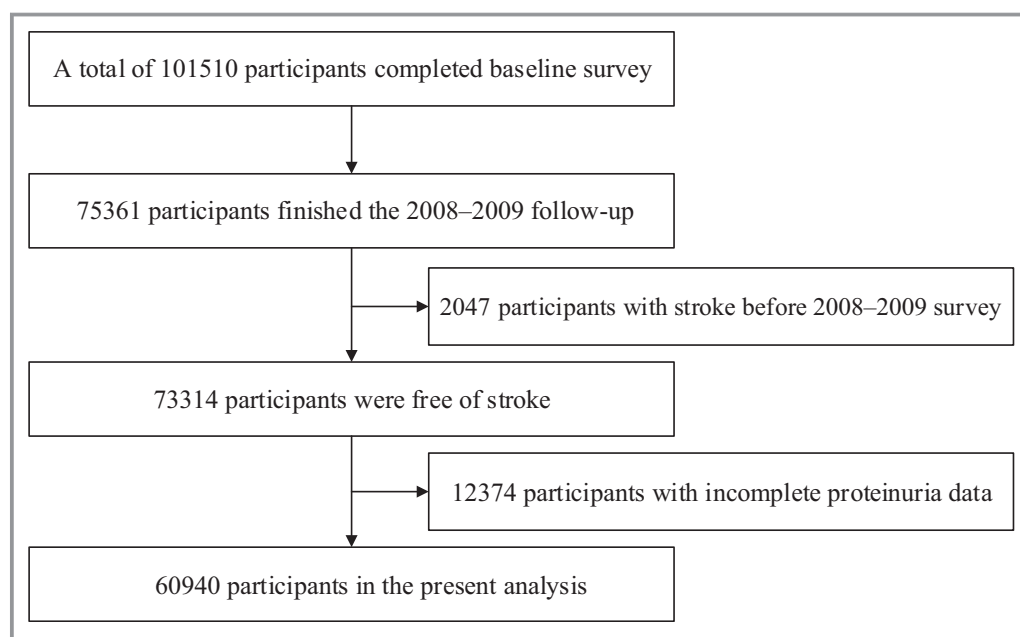 A total of 101510 participants completed baseline survey
75361 participants finished the 2008–2009 follow-up
2047 participants with stroke before 2008–2009 survey
73314 participants were free of stroke
12374 participants with incomplete proteinuria data
60940 participants in the present analysis